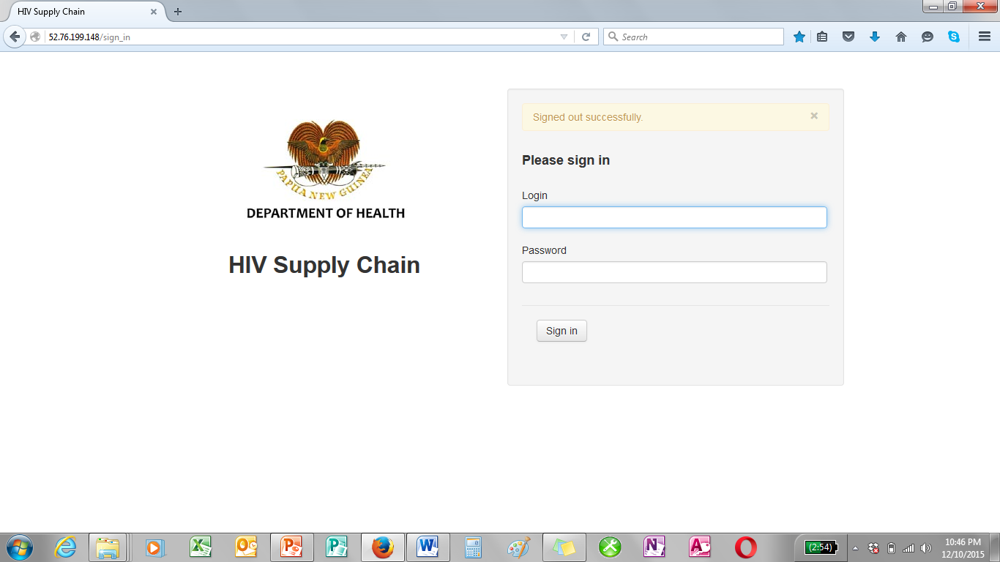 HIV Supply Chain
52.76.199.148/sign_in
Search
Signed out successfully.
Please sign in
Login
Password
Sign in
PAPUA NEW GUINEA
DEPARTMENT OF HEALTH
HIV Supply Chain
(2:54)
10:46 PM
12/10/2015